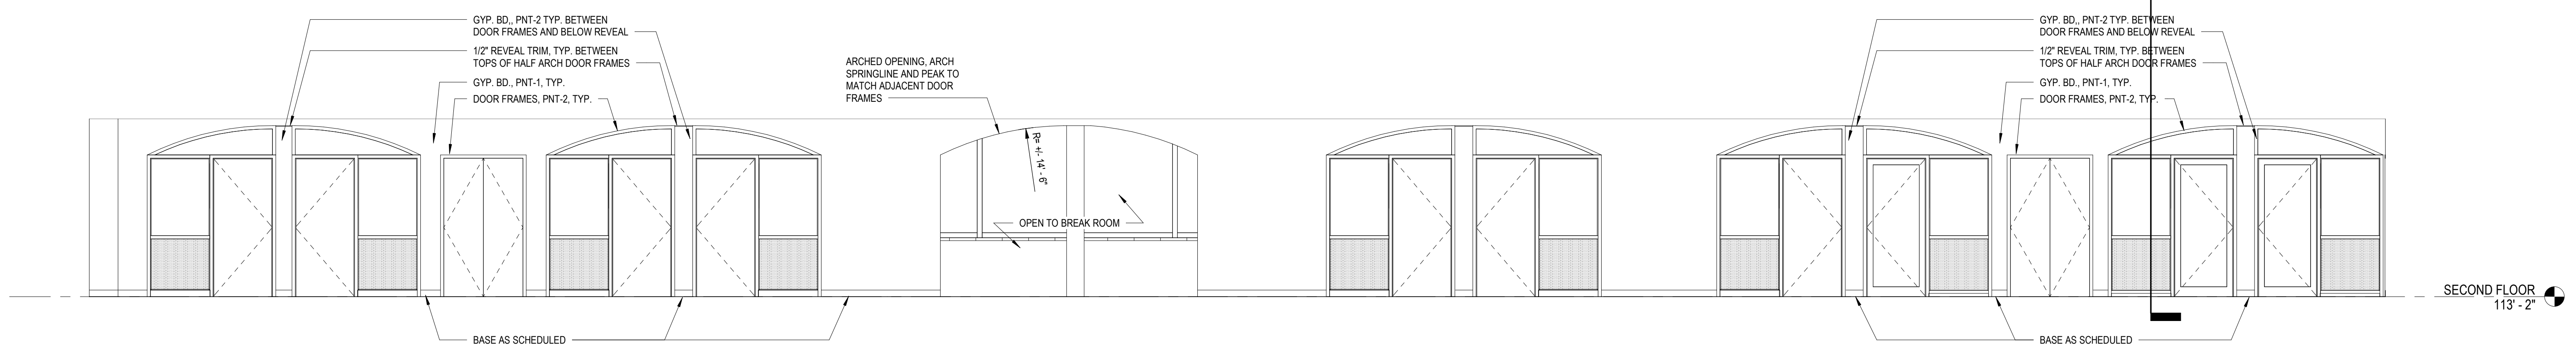 GYP. BD,, PNT-2 TYP. BETWEEN
DOOR FRAMES AND BELOW REVEAL
1/2" REVEAL TRIM, TYP. BETWEEN
TOPS OF HALF ARCH DOOR FRAMES
GYP. BD., PNT-1, TYP.
DOOR FRAMES, PNT-2, TYP.
ARCHED OPENING, ARCH
SPRINGLINE AND PEAK TO
MATCH ADJACENT DOOR
FRAMES
R= +/- 14' - 6"
OPEN TO BREAK ROOM
BASE AS SCHEDULED
GYP. BD,, PNT-2 TYP. BETWEEN
DOOR FRAMES AND BELOW REVEAL
1/2" REVEAL TRIM, TYP. BETWEEN
TOPS OF HALF ARCH DOOR FRAMES
GYP. BD., PNT-1, TYP.
DOOR FRAMES, PNT-2, TYP.
BASE AS SCHEDULED
SECOND FLOOR
113' - 2"